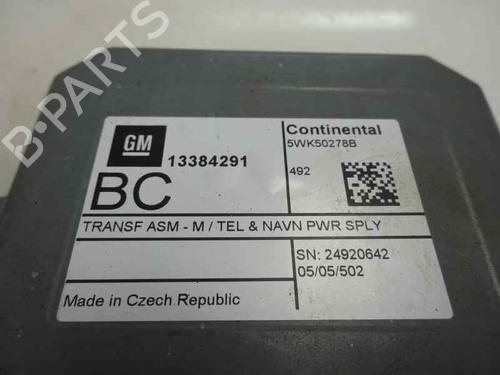 B-PARTS
GM
13384291
BC
Continental
5WK50278B
492
TRANSF ASM - M / TEL & NAVN PWR SPLY
SN: 24920642
05/05/502
Made in Czech Republic